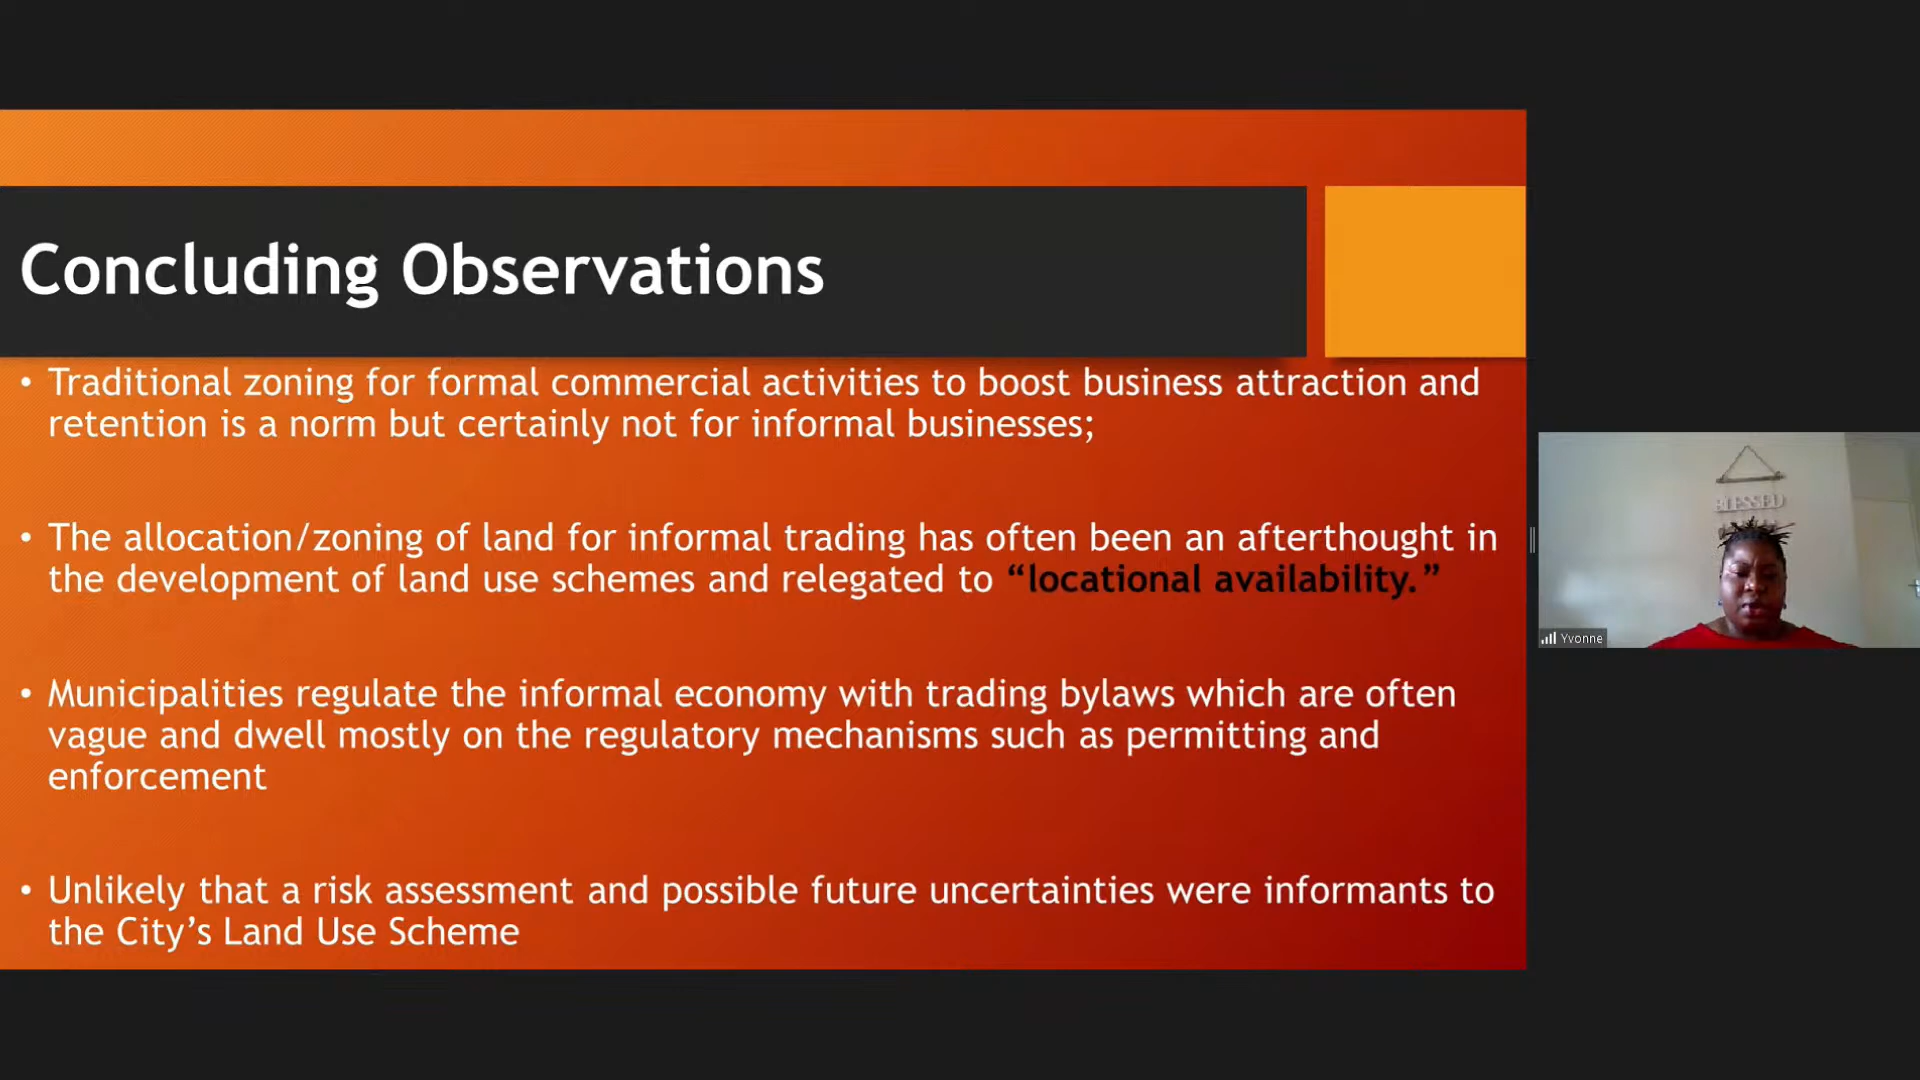 Concluding Observations
• Traditional zoning for formal commercial activities to boost business attraction and
retention is a norm but certainly not for informal businesses;
• The allocation/zoning of land for informal trading has often been an afterthought in
the development of land use schemes and relegated to “locational availability.”
• Municipalities regulate the informal economy with trading bylaws which are often
vague and dwell mostly on the regulatory mechanisms such as permitting and
enforcement
• Unlikely that a risk assessment and possible future uncertainties were informants to
the City’s Land Use Scheme
BLESSED
Yvonne